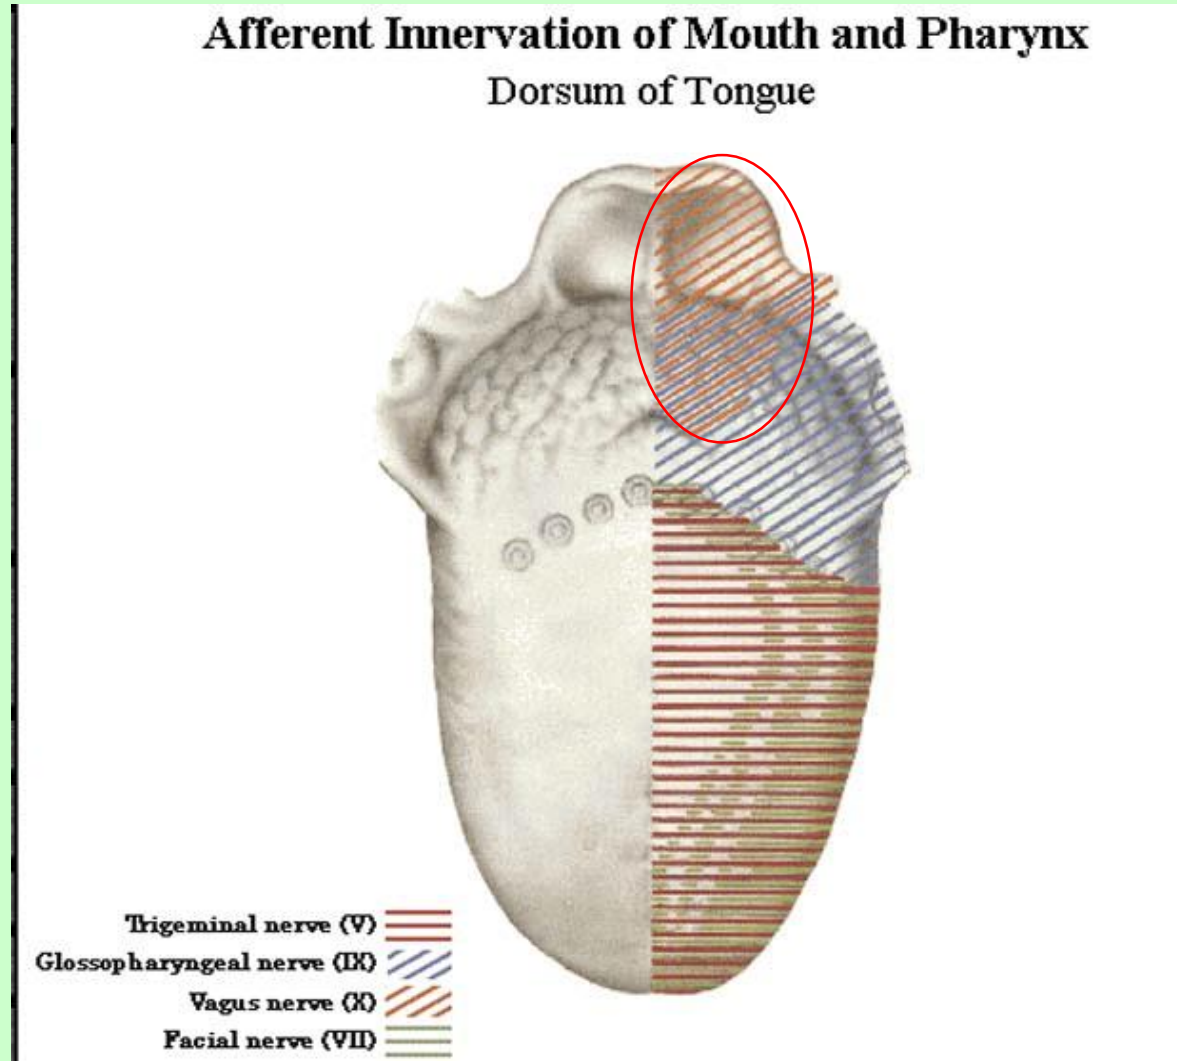 Afferent Innervation of Mouth and Pharynx
Dorsum of Tongue
Trigeminal nerve (V)
Glossopharyngeal nerve (IX)
Vagus nerve (X)
Facial nerve (VII)